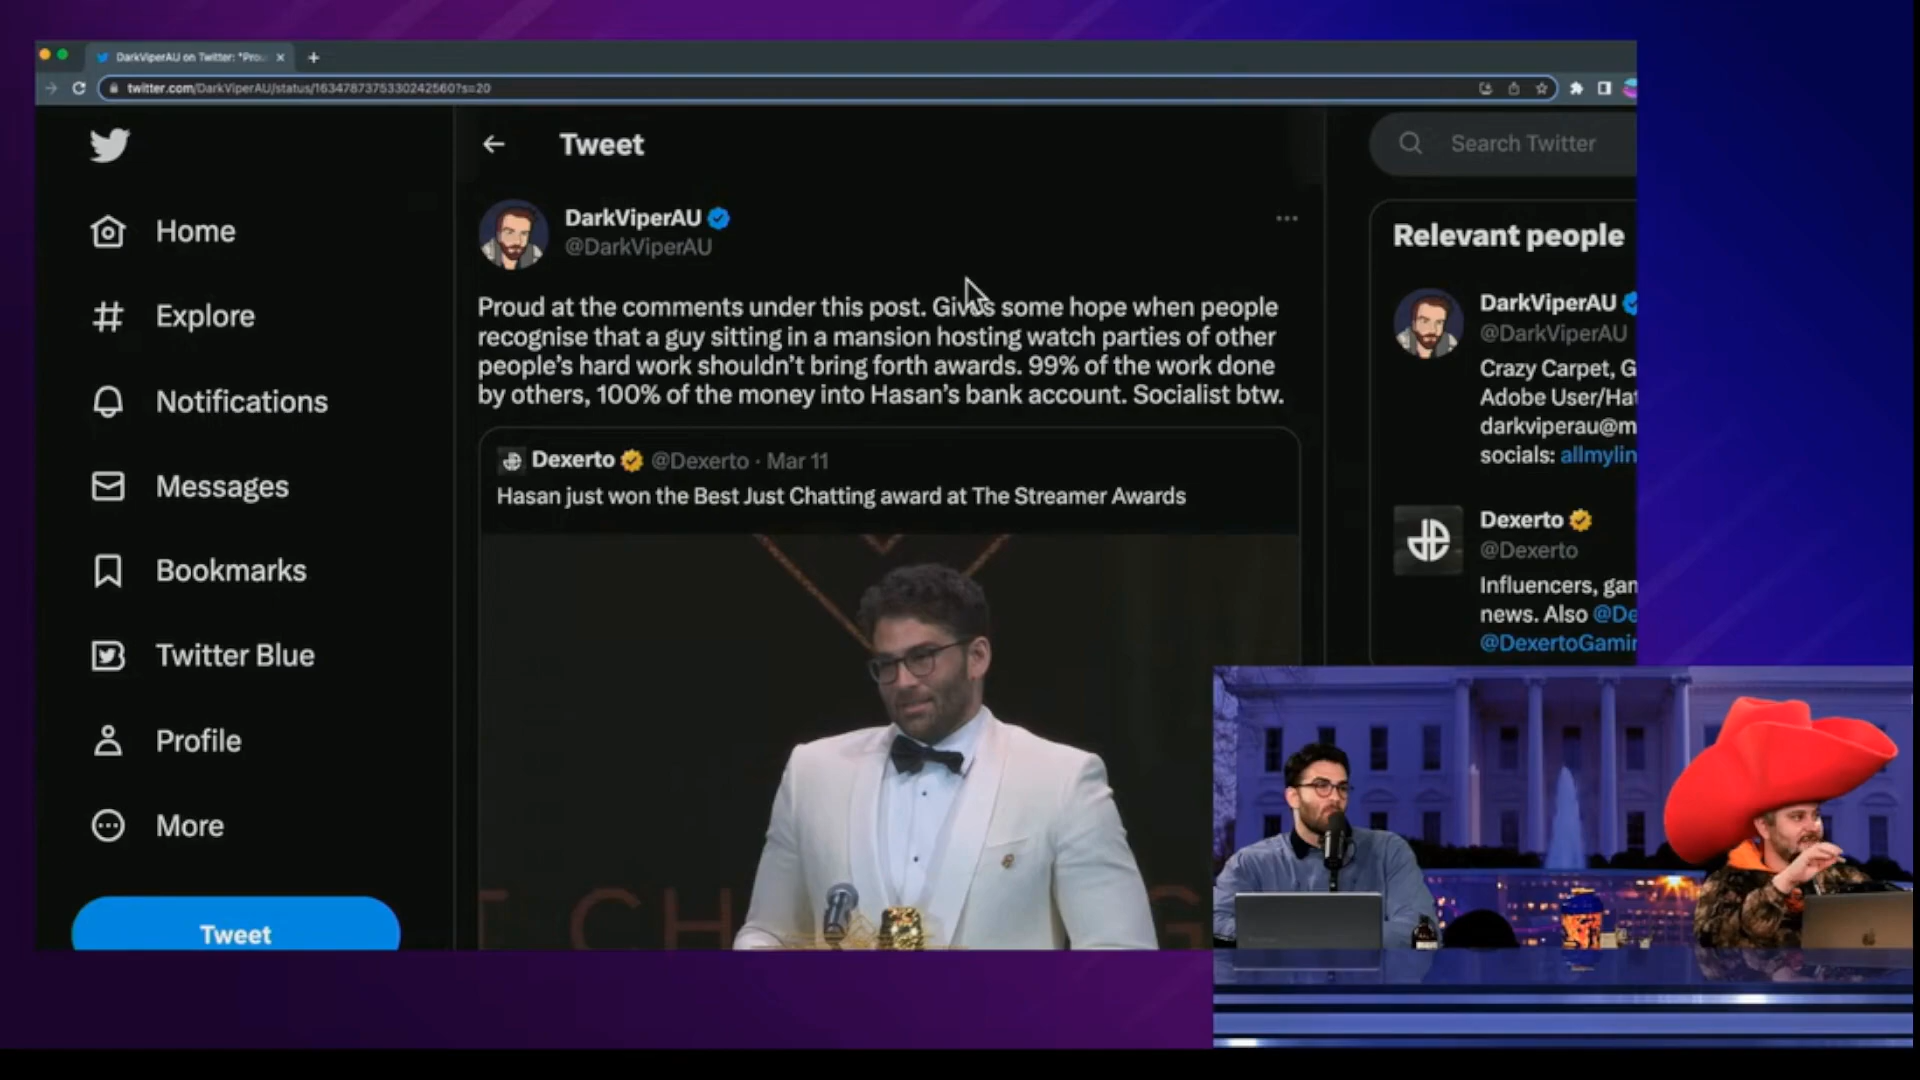 DarkViperAU on Twitter: "Prou
twitter.com/DarkViperAU/status/1634787375330242560?s=20
Home
Explore
Notifications
Messages
Bookmarks
Twitter Blue
Profile
More
Tweet
Tweet
DarkViperAU
@DarkViperAU
Proud at the comments under this post. Gives some hope when people
recognise that a guy sitting in a mansion hosting watch parties of other
people's hard work shouldn't bring forth awards. 99% of the work done
by others, 100% of the money into Hasan's bank account. Socialist btw.
Dexerto @Dexerto · Mar 11
Hasan just won the Best Just Chatting award at The Streamer Awards
T CH G
Search Twitter
Relevant people
DarkViperAU
@DarkViperAU
Crazy Carpet, G
Adobe User/Hat
darkviperau@m
socials: allmylin
Dexerto
@Dexerto
Influencers, gam
news. Also @De
@DexertoGamin